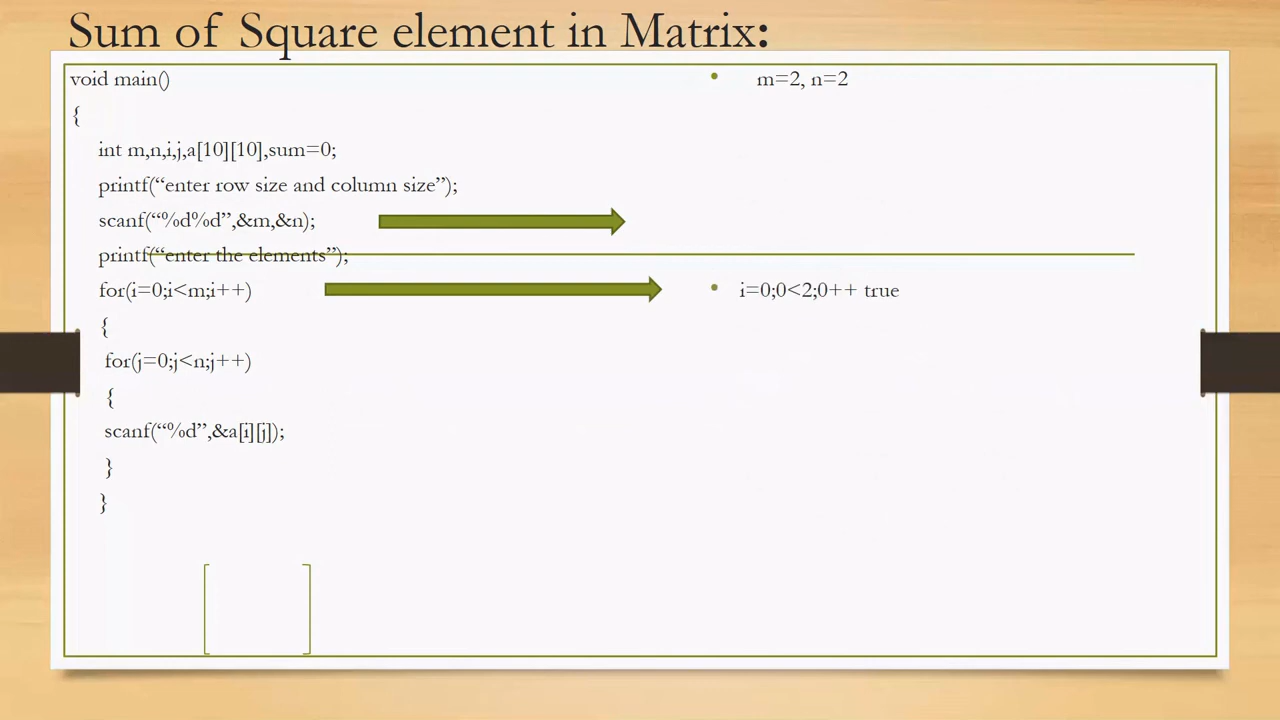 Sum of Square element in Matrix:
void main()
{
int m,n,i,j,a[10][10],sum=0;
printf(“enter row size and column size”);
scanf(“%d%d”,&m,&n);
printf(“enter the elements”);
for(i=0;i<m;i++)
{
for(j=0;j<n;j++)
{
scanf(“%d”,&a[i][j]);
}
}
• m=2, n=2
• i=0;0<2;0++ true